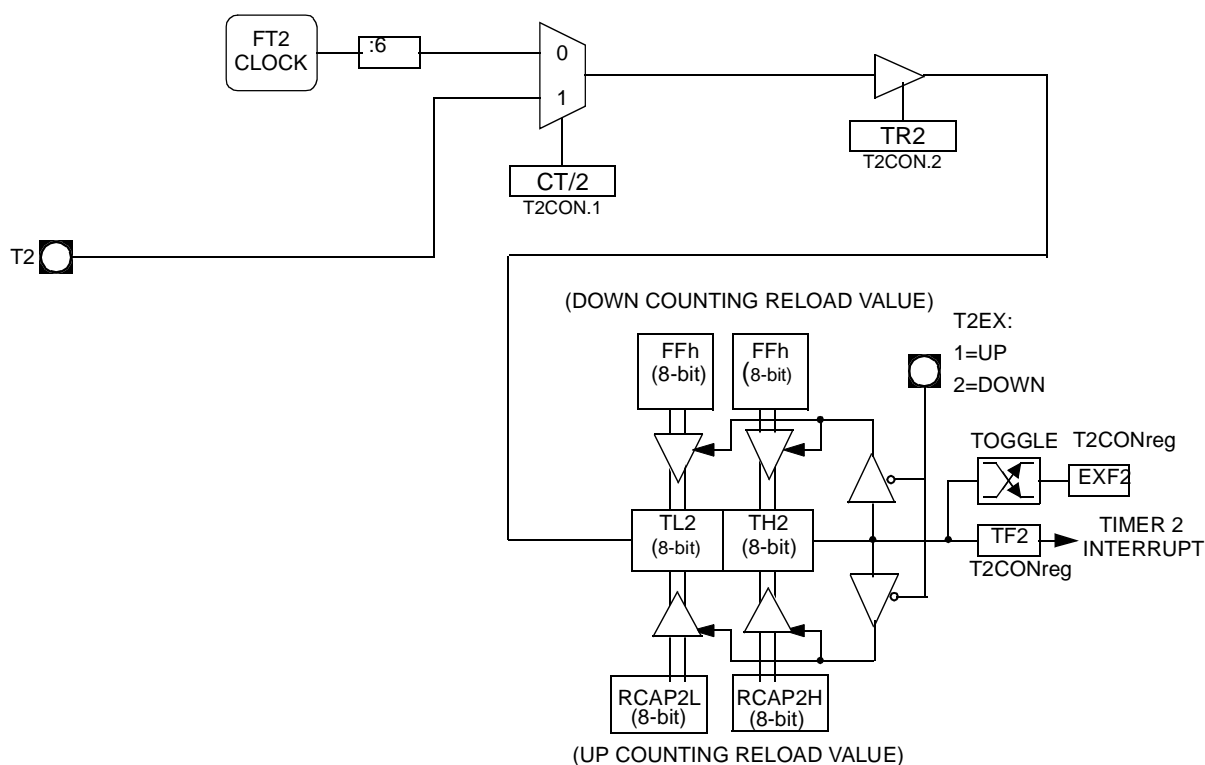 FT2
CLOCK
:6
0
1
TR2
T2CON.2
CT/2
T2CON.1
T2
(DOWN COUNTING RELOAD VALUE)
T2EX:
1=UP
2=DOWN
FFh
(8-bit)
FFh
(8-bit)
TOGGLE
T2CONreg
EXF2
TL2
(8-bit)
TH2
(8-bit)
TF2
T2CONreg
TIMER 2
INTERRUPT
RCAP2L
(8-bit)
RCAP2H
(8-bit)
(UP COUNTING RELOAD VALUE)